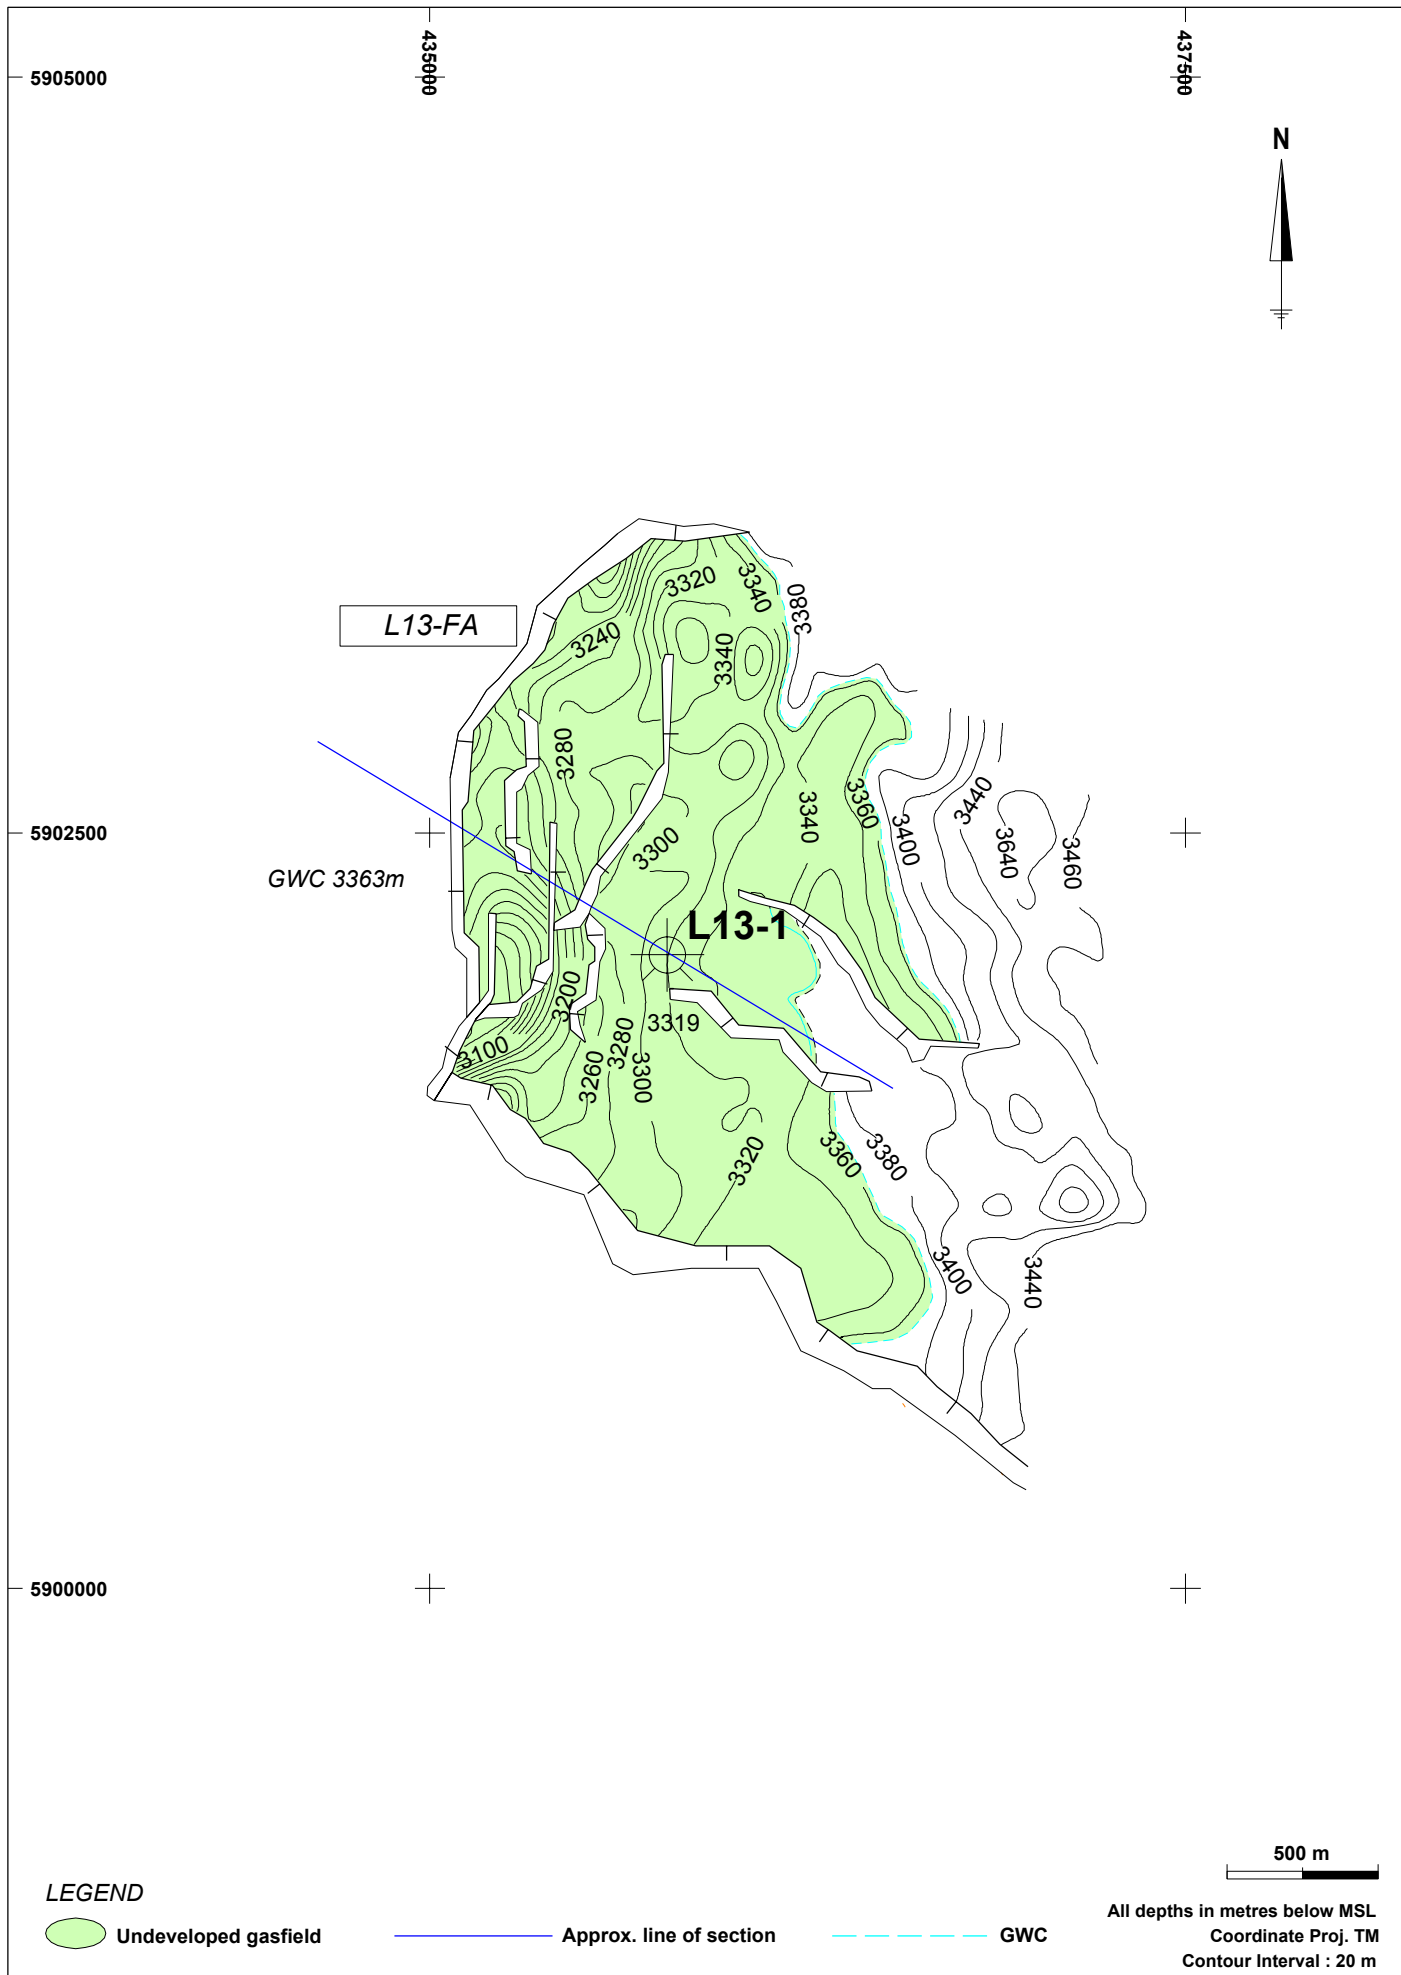 435000
437500
5905000
N
3320
3340
3380
L13-FA
3240
3340
3280
3360
3440
3340
3400
3640
3460
5902500
3300
GWC 3363m
L13-1
3200
3319
3280
3100
3260
3300
3320
3360
3380
3400
3440
5900000
500 m
LEGEND
All depths in metres below MSL
Undeveloped gasfield
Approx. line of section
GWC
Coordinate Proj. TM
Contour Interval : 20 m